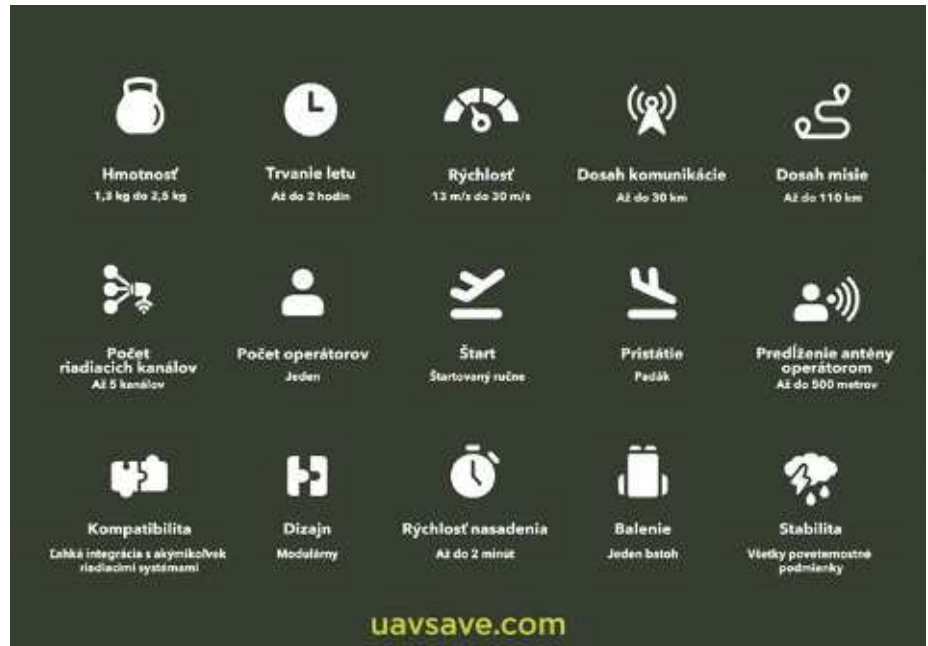 Hmotnosť
1,3 kg do 2,5 kg
Trvanie letu
Až do 2 hodín
Rýchlosť
13 m/s do 30 m/s
Dosah komunikácie
Až do 30 km
Dosah misie
Až do 110 km
Počet
riadiacich kanálov
Až 5 kanálov
Počet operátorov
Jeden
Štart
Štartovaný ručne
Pristátie
Padák
Predĺženie antény
operátorom
Až do 500 metrov
Kompatibilita
Ľahká integrácia s akýmikoľvek
riadiacimi systémami
Dizajn
Modulárny
Rýchlosť nasadenia
Až do 2 minút
Balenie
Jeden batoh
Stabilita
Všetky poveternostné
podmienky
uavsave.com